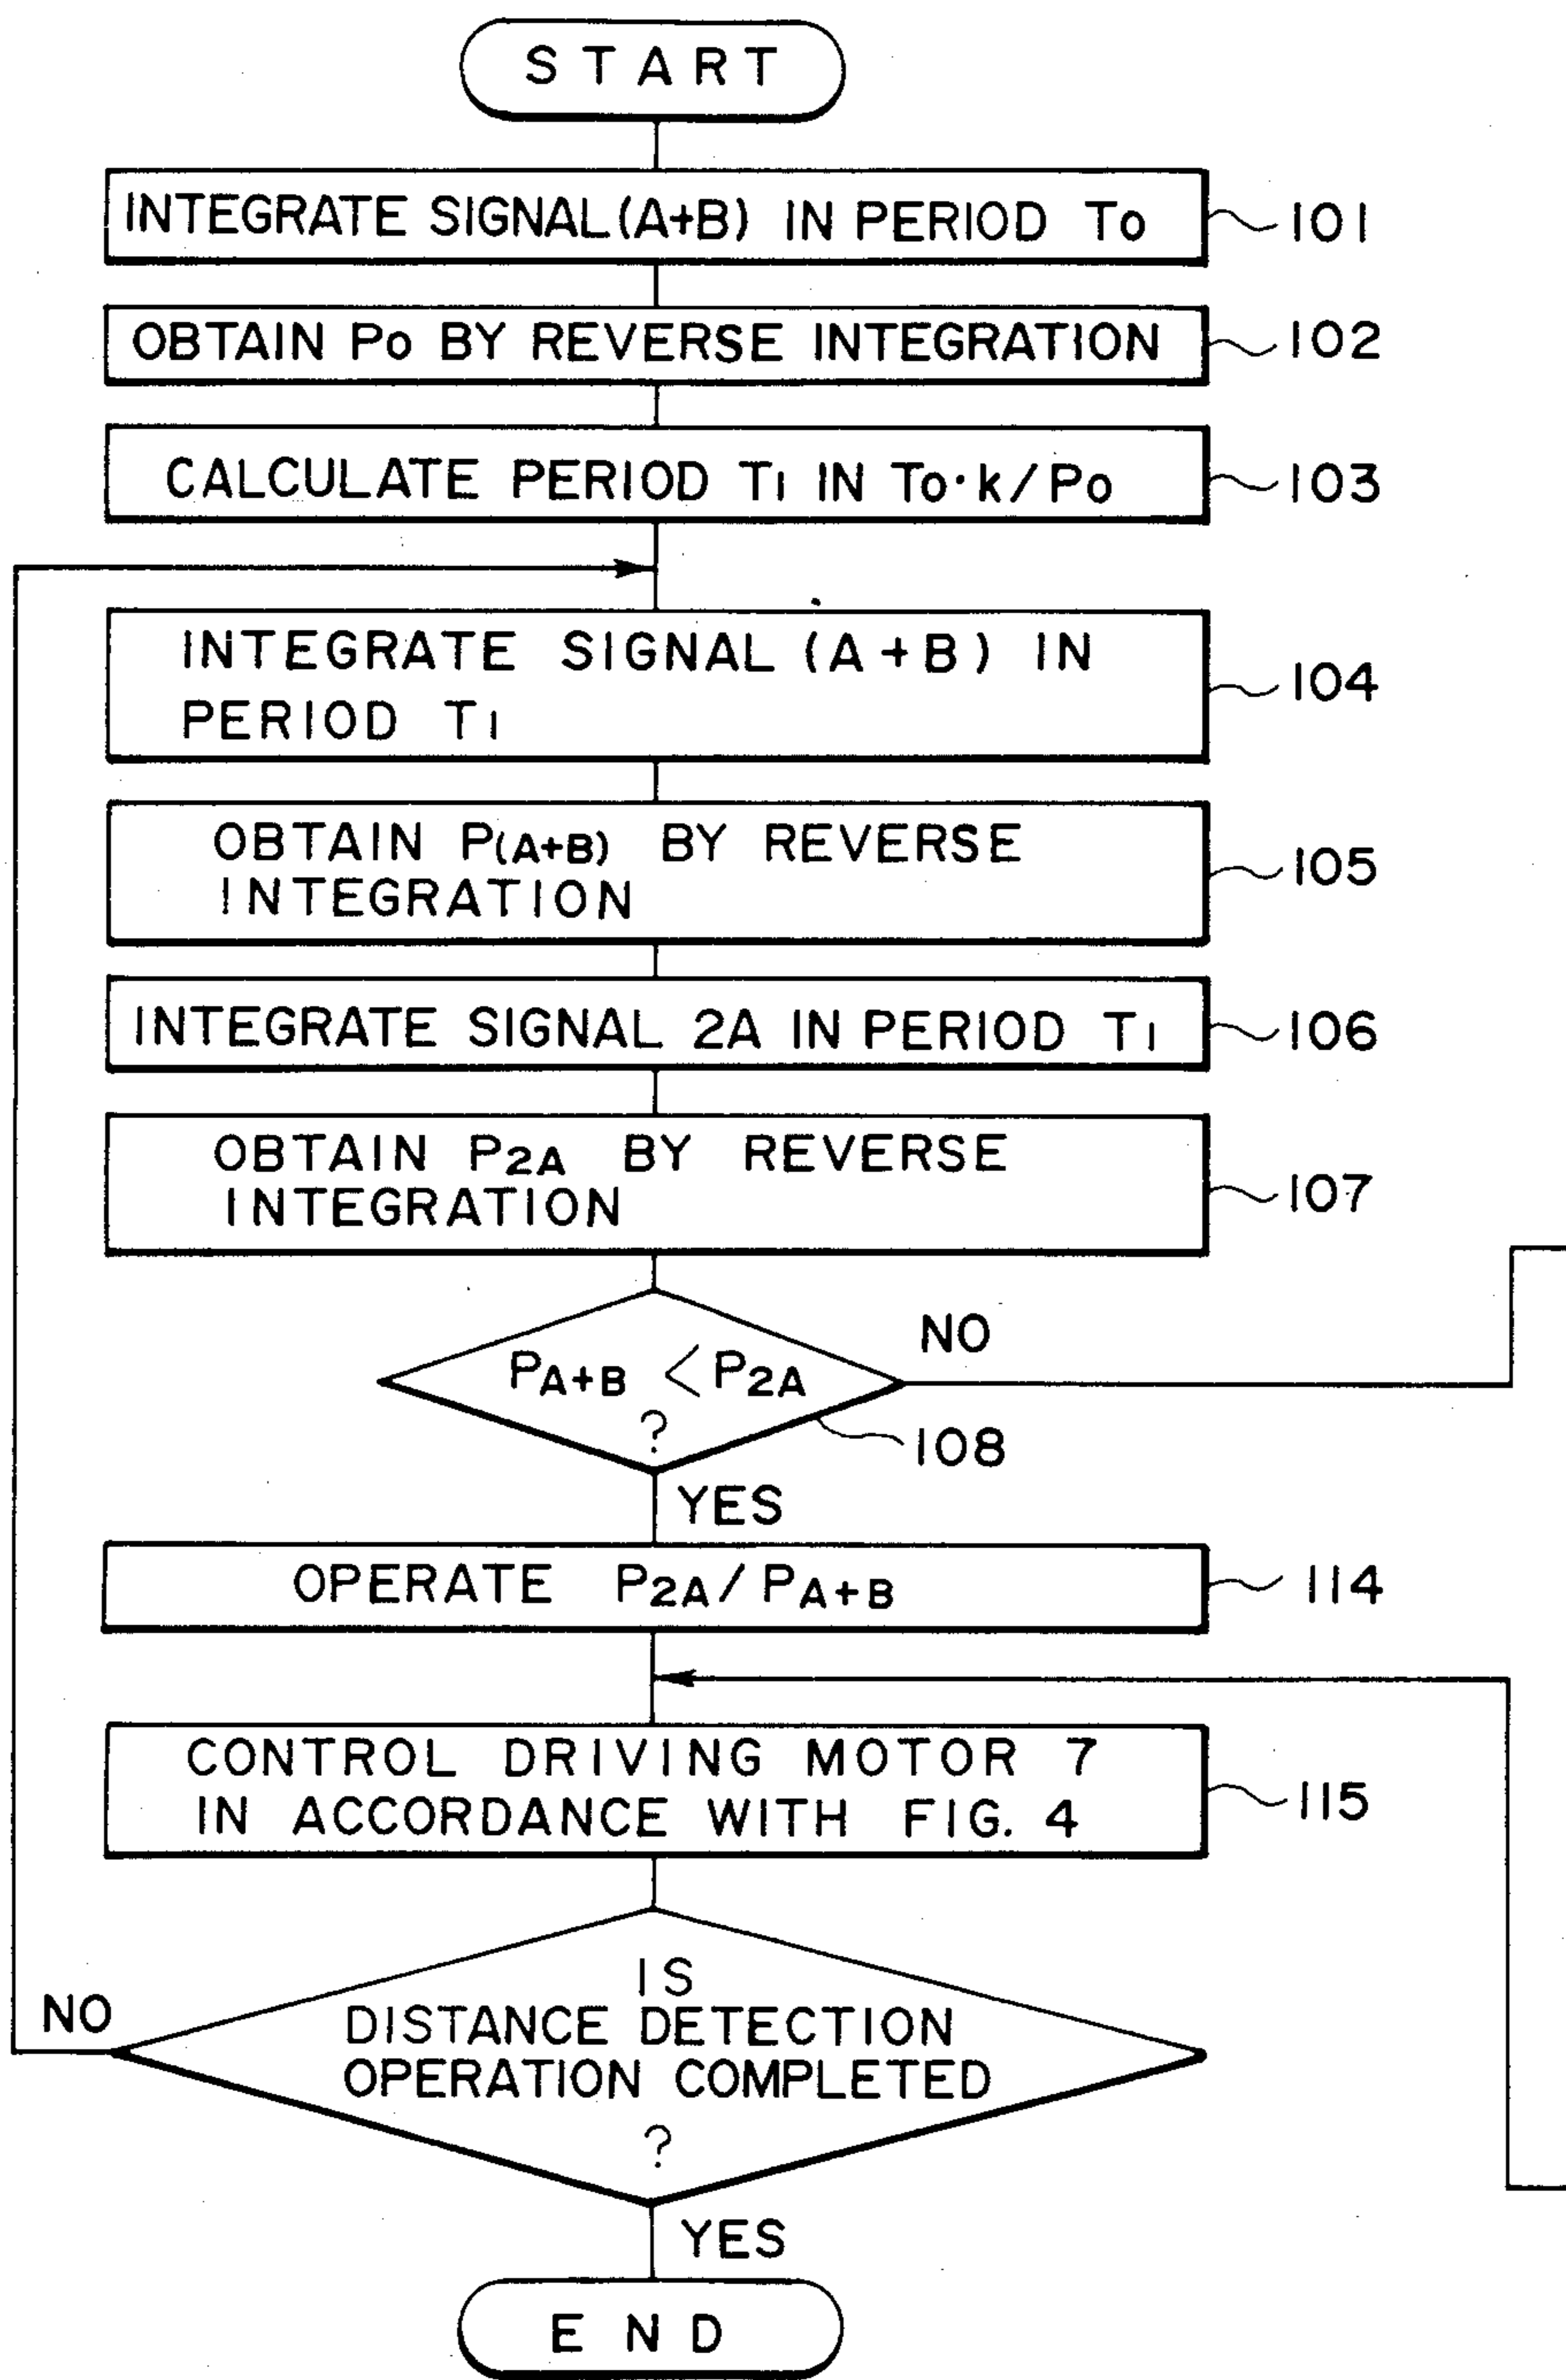 START
INTEGRATE SIGNAL(A+B) IN PERIOD To
101
OBTAIN Po BY REVERSE INTEGRATION
102
CALCULATE PERIOD T1 IN To·k/Po
103
INTEGRATE SIGNAL (A+B) IN
PERIOD T1
104
OBTAIN P(A+B) BY REVERSE
INTEGRATION
105
INTEGRATE SIGNAL 2A IN PERIOD T1
106
OBTAIN P2A BY REVERSE
INTEGRATION
107
PA+B < P2A
?
NO
108
YES
OPERATE P2A/PA+B
114
CONTROL DRIVING MOTOR 7
IN ACCORDANCE WITH FIG. 4
115
IS
DISTANCE DETECTION
OPERATION COMPLETED
?
NO
YES
END